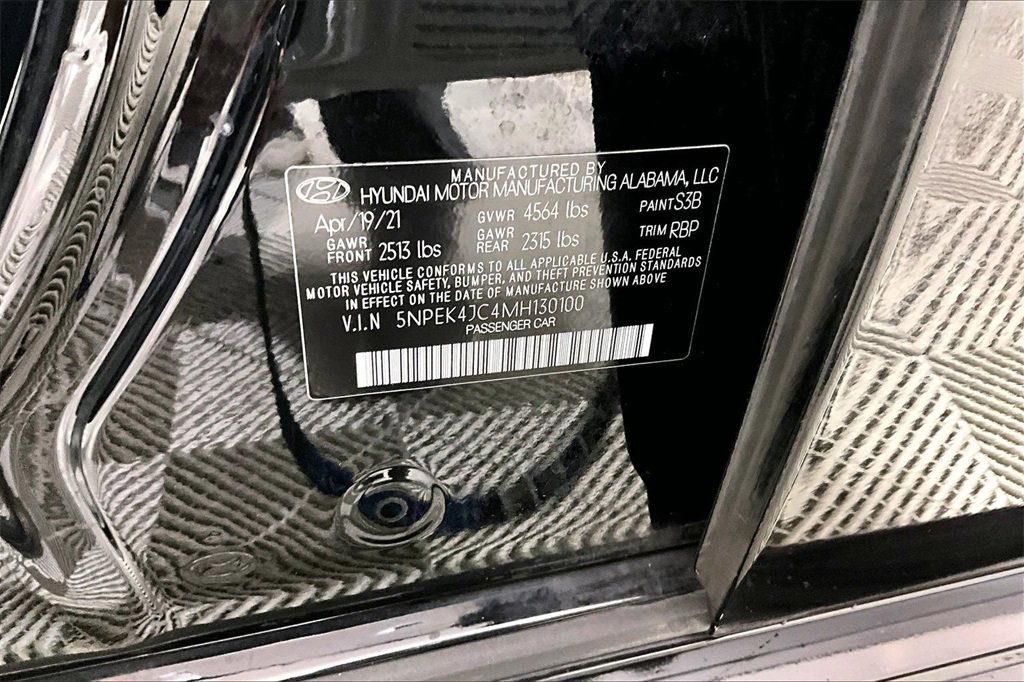 MANUFACTURED BY
HYUNDAI MOTOR MANUFACTURING ALABAMA, LLC
Apr/19/21 GVWR 4564 lbs PAINT S3B
GAWR FRONT 2513 lbs GAWR REAR 2315 lbs TRIM RBP
THIS VEHICLE CONFORMS TO ALL APPLICABLE U.S.A. FEDERAL
MOTOR VEHICLE SAFETY, BUMPER, AND THEFT PREVENTION STANDARDS
IN EFFECT ON THE DATE OF MANUFACTURE SHOWN ABOVE
V.I.N 5NPEK4JC4MH130100
PASSENGER CAR